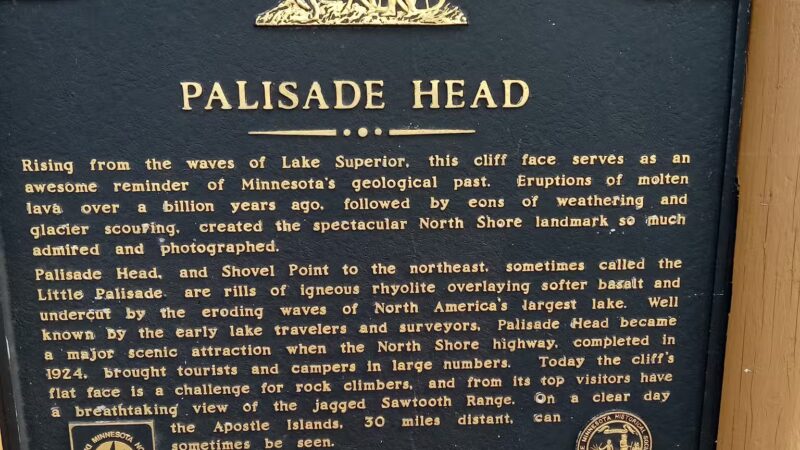 PALISADE HEAD
Rising from the waves of Lake Superior, this cliff face serves as an
awesome reminder of Minnesota's geological past. Eruptions of molten
lava over a billion years ago, followed by eons of weathering and
glacier scouring, created the spectacular North Shore landmark so much
admired and photographed.
Palisade Head, and Shovel Point to the northeast, sometimes called the
Little Palisade, are rills of igneous rhyolite overlaying softer basalt and
undercut by the eroding waves of North America's largest lake. Well
known by the early lake travelers and surveyors, Palisade Head became
a major scenic attraction when the North Shore highway, completed in
1924, brought tourists and campers in large numbers. Today the cliff's
flat face is a challenge for rock climbers, and from its top visitors have
a breathtaking view of the jagged Sawtooth Range. On a clear day
the Apostle Islands, 30 miles distant, can
sometimes be seen.
MINNESOTA
MINNESOTA HISTORICAL